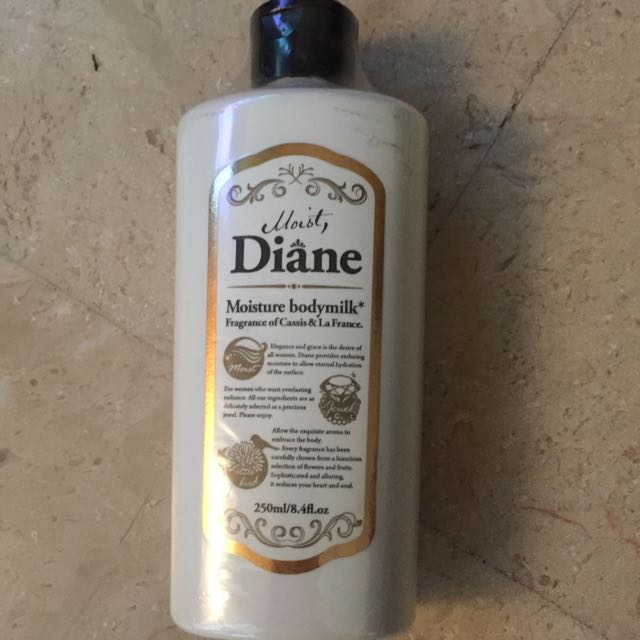 Moist,
Diane
Moisture bodymilk*
Fragrance of Cassis & La France.
Elegance and grace is the desire of
all women. Diane provides enduring
moisture to allow eternal hydration
of the surface.
Moist
For women who want everlasting
radiance. All our ingredients are as
delicately selected as a precious
jewel. Please enjoy.
Jewel
Allow the exquisite aroma to
embrace the body.
Every fragrance has been
carefully chosen from a luxurious
selection of flowers and fruits.
Sophisticated and alluring,
it seduces your heart and soul.
250ml/8.4fl.oz